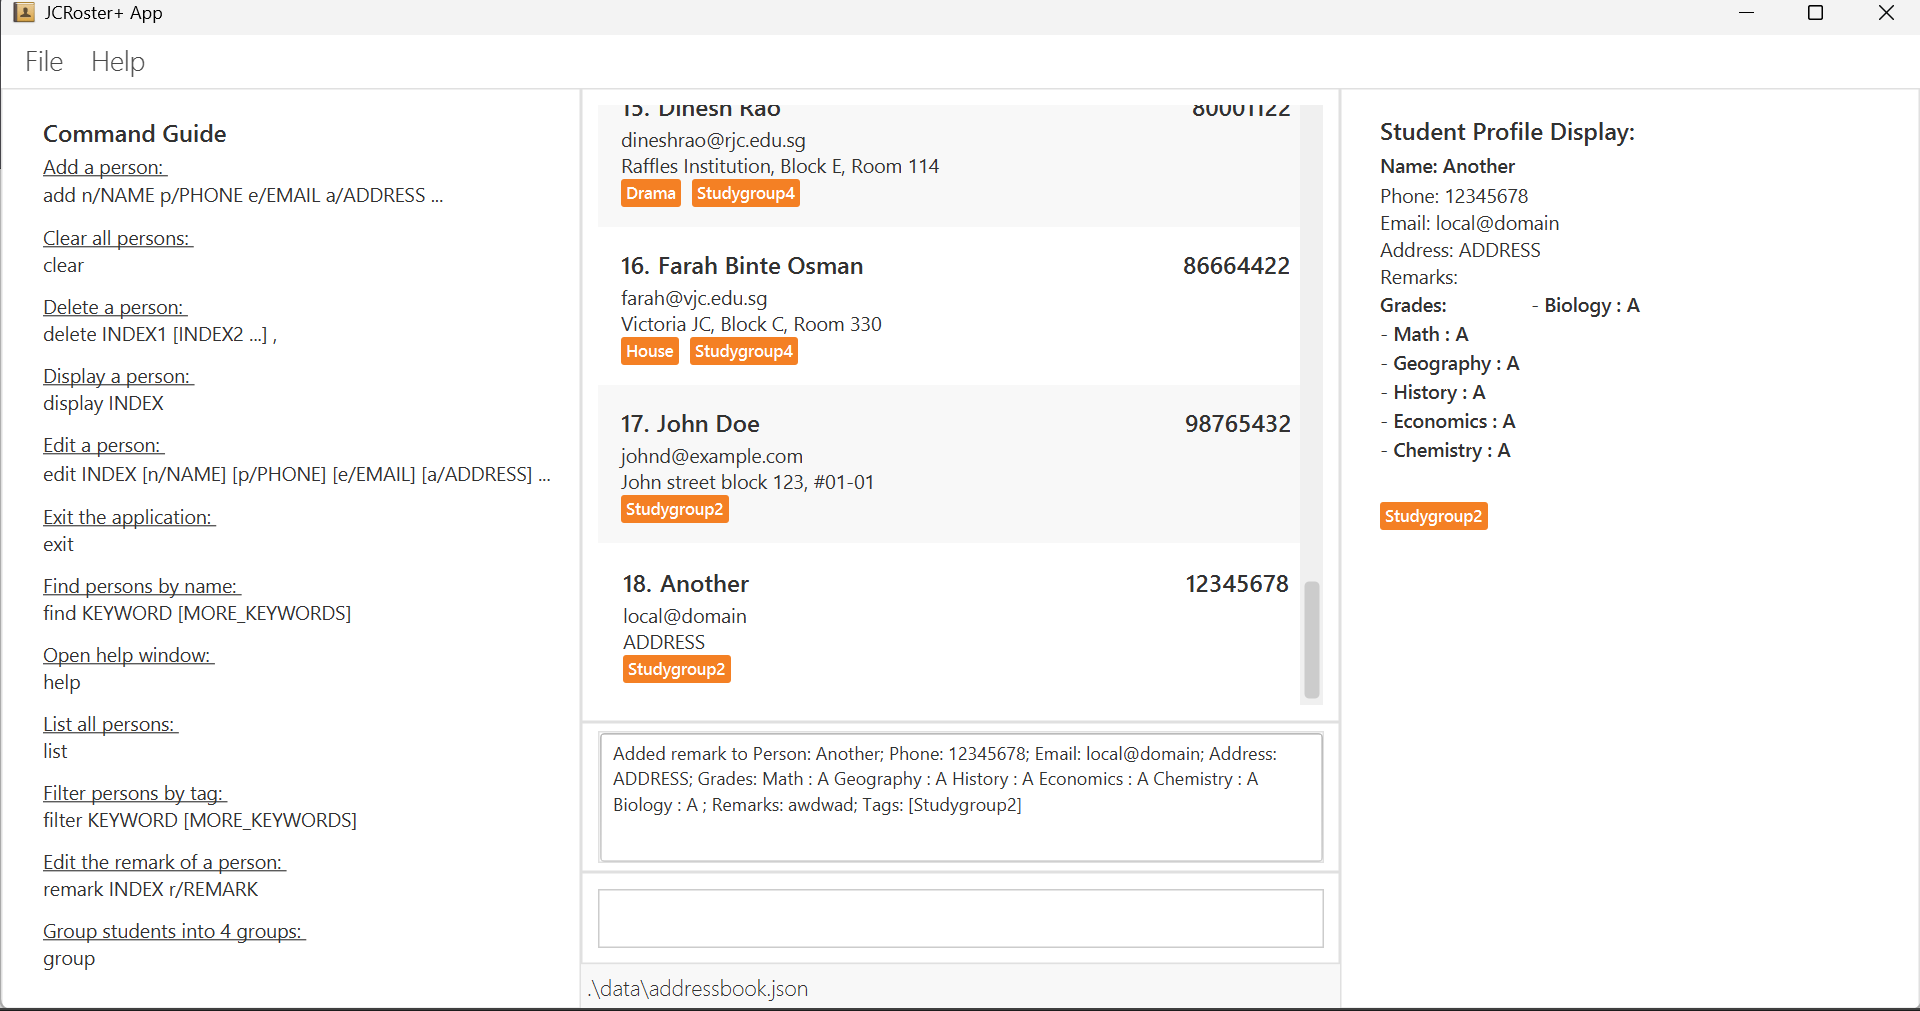 JCRoster+ App
File Help
Command Guide
Add a person:
add n/NAME p/PHONE e/EMAIL a/ADDRESS ...
Clear all persons:
clear
Delete a person:
delete INDEX1 [INDEX2 ...] ,
Display a person:
display INDEX
Edit a person:
edit INDEX [n/NAME] [p/PHONE] [e/EMAIL] [a/ADDRESS] ...
Exit the application:
exit
Find persons by name:
find KEYWORD [MORE_KEYWORDS]
Open help window:
help
List all persons:
list
Filter persons by tag:
filter KEYWORD [MORE_KEYWORDS]
Edit the remark of a person:
remark INDEX r/REMARK
Group students into 4 groups:
group
15. Dinesh Rao 80001122
dineshrao@rjc.edu.sg
Raffles Institution, Block E, Room 114
Drama Studygroup4
16. Farah Binte Osman 86664422
farah@vjc.edu.sg
Victoria JC, Block C, Room 330
House Studygroup4
17. John Doe 98765432
johnd@example.com
John street block 123, #01-01
Studygroup2
18. Another 12345678
local@domain
ADDRESS
Studygroup2
Added remark to Person: Another; Phone: 12345678; Email: local@domain; Address:
ADDRESS; Grades: Math : A Geography : A History : A Economics : A Chemistry : A
Biology : A ; Remarks: awdwad; Tags: [Studygroup2]
.\data\addressbook.json
Student Profile Display:
Name: Another
Phone: 12345678
Email: local@domain
Address: ADDRESS
Remarks:
Grades: - Biology : A
- Math : A
- Geography : A
- History : A
- Economics : A
- Chemistry : A
Studygroup2